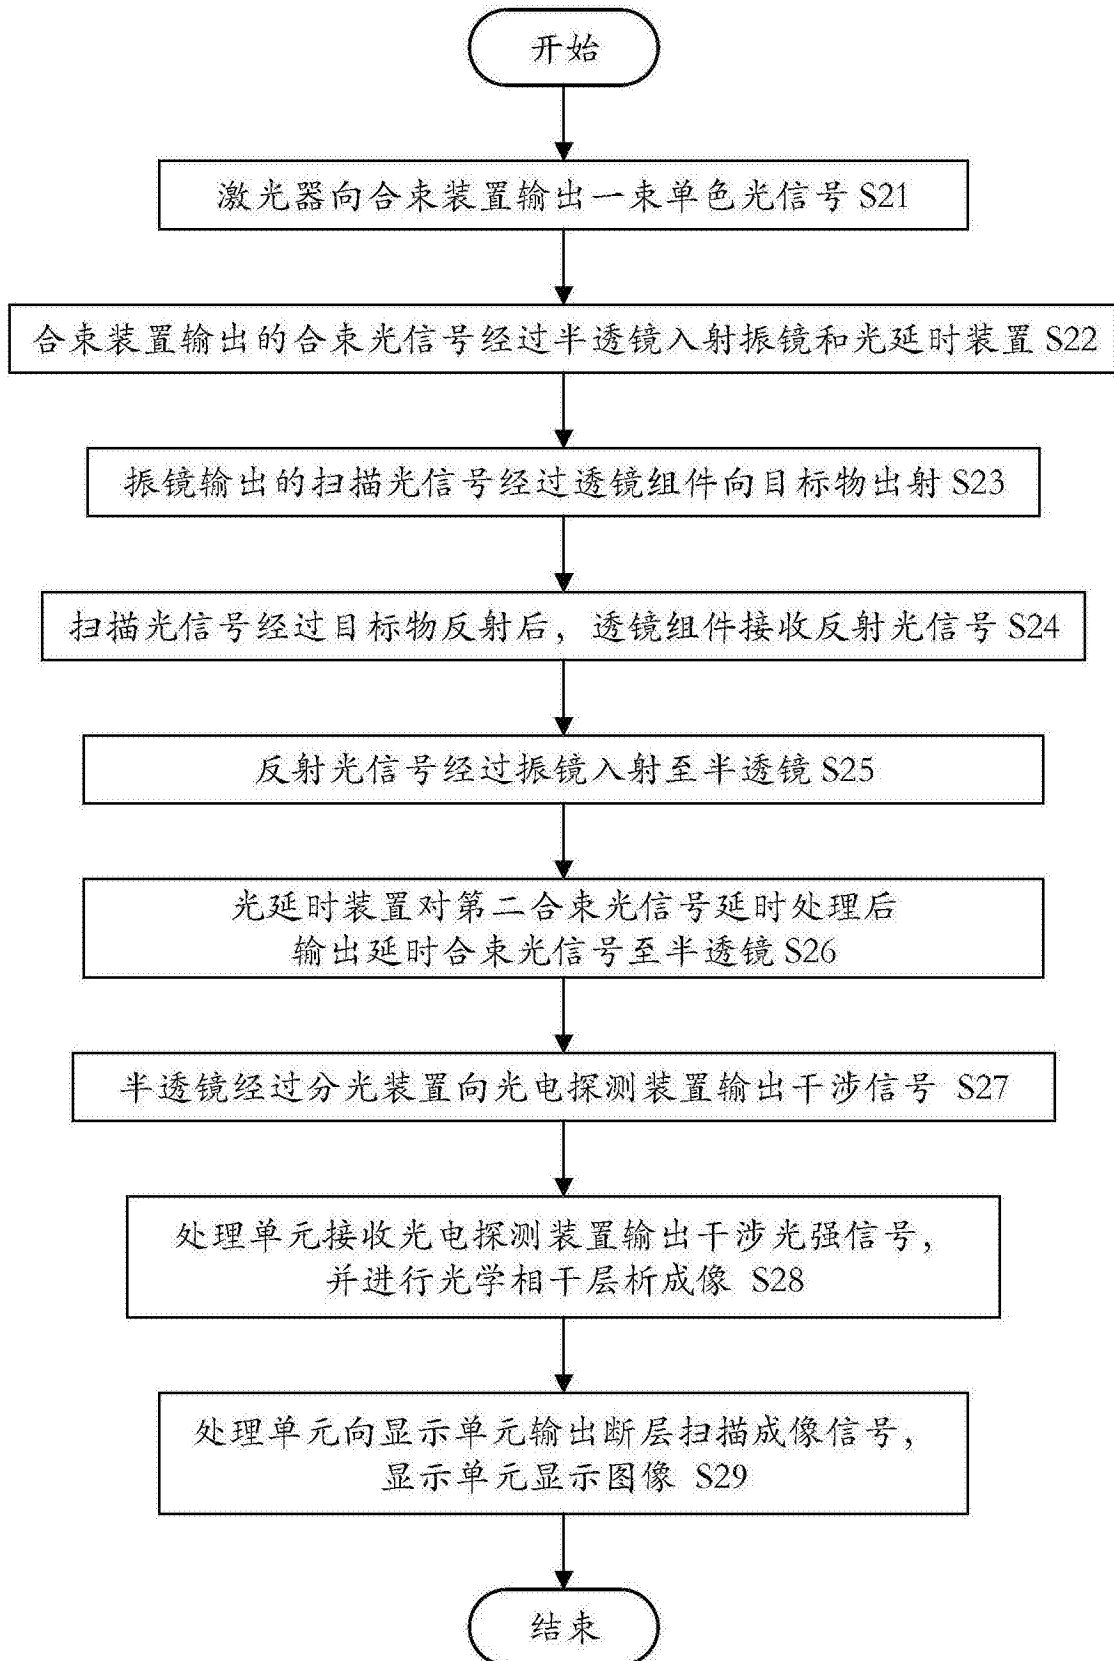 开始
激光器向合束装置输出一束单色光信号 S21
合束装置输出的合束光信号经过半透镜入射振镜和光延时装置 S22
振镜输出的扫描光信号经过透镜组件向目标物出射 S23
扫描光信号经过目标物反射后，透镜组件接收反射光信号 S24
反射光信号经过振镜入射至半透镜 S25
光延时装置对第二合束光信号延时处理后
输出延时合束光信号至半透镜 S26
半透镜经过分光装置向光电探测装置输出干涉信号 S27
处理单元接收光电探测装置输出干涉光强信号，
并进行光学相干层析成像 S28
处理单元向显示单元输出断层扫描成像信号，
显示单元显示图像 S29
结束